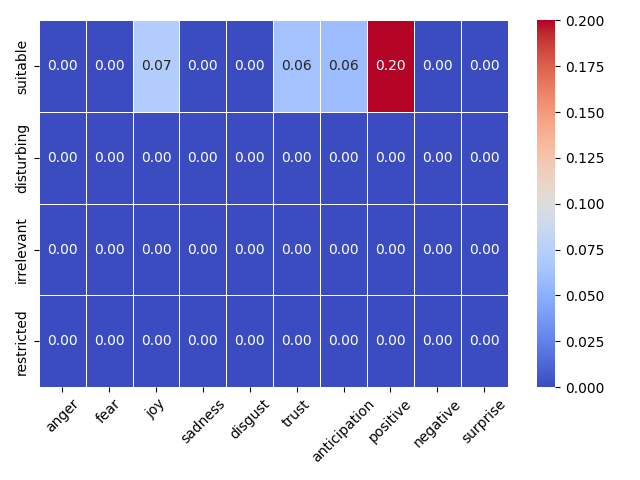 suitable 0.00 0.00 0.07 0.00 0.00 0.06 0.06 0.20 0.00 0.00
disturbing 0.00 0.00 0.00 0.00 0.00 0.00 0.00 0.00 0.00 0.00
irrelevant 0.00 0.00 0.00 0.00 0.00 0.00 0.00 0.00 0.00 0.00
restricted 0.00 0.00 0.00 0.00 0.00 0.00 0.00 0.00 0.00 0.00
anger fear joy sadness disgust trust anticipation positive negative surprise
0.200
0.175
0.150
0.125
0.100
0.075
0.050
0.025
0.000